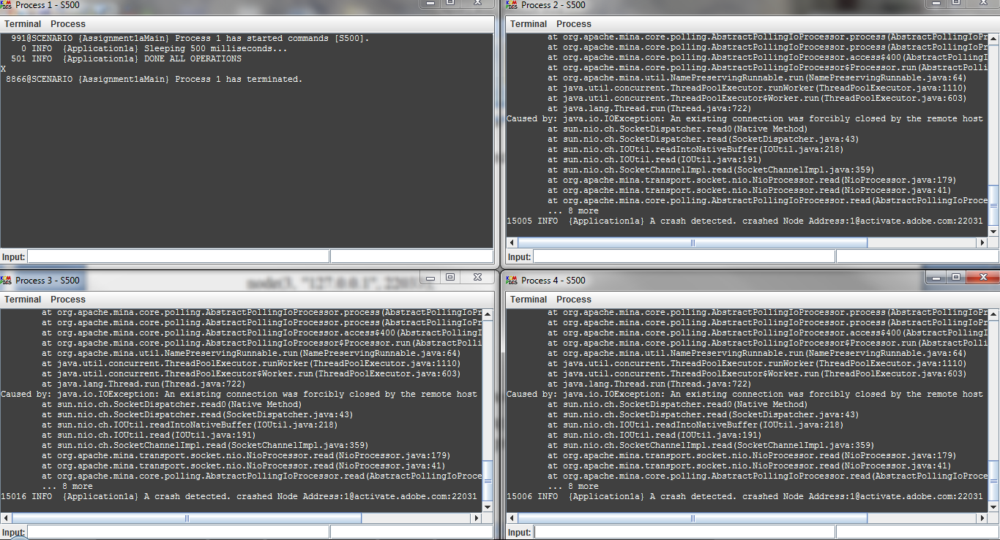 Process 1 - S500
Terminal Process
991@SCENARIO {Assignment1aMain} Process 1 has started commands [S500].
0 INFO {Application1a} Sleeping 500 milliseconds...
501 INFO {Application1a} DONE ALL OPERATIONS
X
8866@SCENARIO {Assignment1aMain} Process 1 has terminated.
Input:
Process 2 - S500
Terminal Process
at org.apache.mina.core.polling.AbstractPollingIoProcessor.process(AbstractPollingIoPr
at org.apache.mina.core.polling.AbstractPollingIoProcessor.process(AbstractPollingIoPr
at org.apache.mina.core.polling.AbstractPollingIoProcessor.access$400(AbstractPollingI
at org.apache.mina.core.polling.AbstractPollingIoProcessor$Processor.run(AbstractPolli
at org.apache.mina.util.NamePreservingRunnable.run(NamePreservingRunnable.java:64)
at java.util.concurrent.ThreadPoolExecutor.runWorker(ThreadPoolExecutor.java:1110)
at java.util.concurrent.ThreadPoolExecutor$Worker.run(ThreadPoolExecutor.java:603)
at java.lang.Thread.run(Thread.java:722)
Caused by: java.io.IOException: An existing connection was forcibly closed by the remote host
at sun.nio.ch.SocketDispatcher.read0(Native Method)
at sun.nio.ch.SocketDispatcher.read(SocketDispatcher.java:43)
at sun.nio.ch.IOUtil.readIntoNativeBuffer(IOUtil.java:218)
at sun.nio.ch.IOUtil.read(IOUtil.java:191)
at sun.nio.ch.SocketChannelImpl.read(SocketChannelImpl.java:359)
at org.apache.mina.transport.socket.nio.NioProcessor.read(NioProcessor.java:179)
at org.apache.mina.transport.socket.nio.NioProcessor.read(NioProcessor.java:41)
at org.apache.mina.core.polling.AbstractPollingIoProcessor.read(AbstractPollingIoProce
... 8 more
15005 INFO {Application1a} A crash detected. crashed Node Address:1@activate.adobe.com:22031
Input:
Process 3 - S500
Terminal Process
at org.apache.mina.core.polling.AbstractPollingIoProcessor.process(AbstractPollingIoPr
at org.apache.mina.core.polling.AbstractPollingIoProcessor.process(AbstractPollingIoPr
at org.apache.mina.core.polling.AbstractPollingIoProcessor.access$400(AbstractPollingI
at org.apache.mina.core.polling.AbstractPollingIoProcessor$Processor.run(AbstractPolli
at org.apache.mina.util.NamePreservingRunnable.run(NamePreservingRunnable.java:64)
at java.util.concurrent.ThreadPoolExecutor.runWorker(ThreadPoolExecutor.java:1110)
at java.util.concurrent.ThreadPoolExecutor$Worker.run(ThreadPoolExecutor.java:603)
at java.lang.Thread.run(Thread.java:722)
Caused by: java.io.IOException: An existing connection was forcibly closed by the remote host
at sun.nio.ch.SocketDispatcher.read0(Native Method)
at sun.nio.ch.SocketDispatcher.read(SocketDispatcher.java:43)
at sun.nio.ch.IOUtil.readIntoNativeBuffer(IOUtil.java:218)
at sun.nio.ch.IOUtil.read(IOUtil.java:191)
at sun.nio.ch.SocketChannelImpl.read(SocketChannelImpl.java:359)
at org.apache.mina.transport.socket.nio.NioProcessor.read(NioProcessor.java:179)
at org.apache.mina.transport.socket.nio.NioProcessor.read(NioProcessor.java:41)
at org.apache.mina.core.polling.AbstractPollingIoProcessor.read(AbstractPollingIoProce
... 8 more
15016 INFO {Application1a} A crash detected. crashed Node Address:1@activate.adobe.com:22031
Input:
Process 4 - S500
Terminal Process
at org.apache.mina.core.polling.AbstractPollingIoProcessor.process(AbstractPollingIoPr
at org.apache.mina.core.polling.AbstractPollingIoProcessor.process(AbstractPollingIoPr
at org.apache.mina.core.polling.AbstractPollingIoProcessor.access$400(AbstractPollingI
at org.apache.mina.core.polling.AbstractPollingIoProcessor$Processor.run(AbstractPolli
at org.apache.mina.util.NamePreservingRunnable.run(NamePreservingRunnable.java:64)
at java.util.concurrent.ThreadPoolExecutor.runWorker(ThreadPoolExecutor.java:1110)
at java.util.concurrent.ThreadPoolExecutor$Worker.run(ThreadPoolExecutor.java:603)
at java.lang.Thread.run(Thread.java:722)
Caused by: java.io.IOException: An existing connection was forcibly closed by the remote host
at sun.nio.ch.SocketDispatcher.read0(Native Method)
at sun.nio.ch.SocketDispatcher.read(SocketDispatcher.java:43)
at sun.nio.ch.IOUtil.readIntoNativeBuffer(IOUtil.java:218)
at sun.nio.ch.IOUtil.read(IOUtil.java:191)
at sun.nio.ch.SocketChannelImpl.read(SocketChannelImpl.java:359)
at org.apache.mina.transport.socket.nio.NioProcessor.read(NioProcessor.java:179)
at org.apache.mina.transport.socket.nio.NioProcessor.read(NioProcessor.java:41)
at org.apache.mina.core.polling.AbstractPollingIoProcessor.read(AbstractPollingIoProce
... 8 more
15006 INFO {Application1a} A crash detected. crashed Node Address:1@activate.adobe.com:22031
Input: